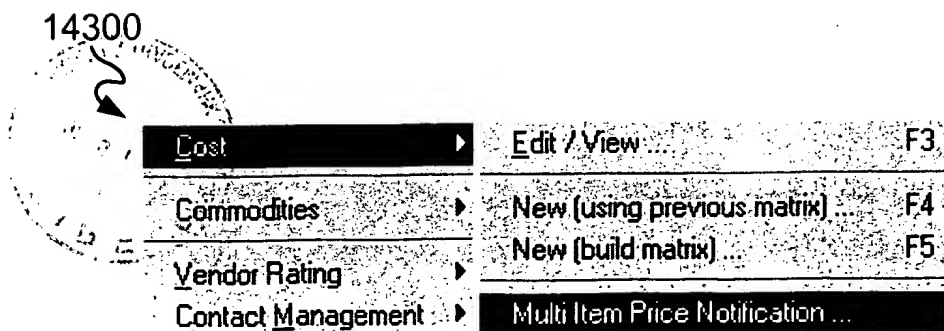 14300
Cost
Edit / View ... F3
Commodities
New (using previous matrix) ... F4
New (build matrix) ... F5
Vendor Rating
Contact Management
Multi Item Price Notification ...